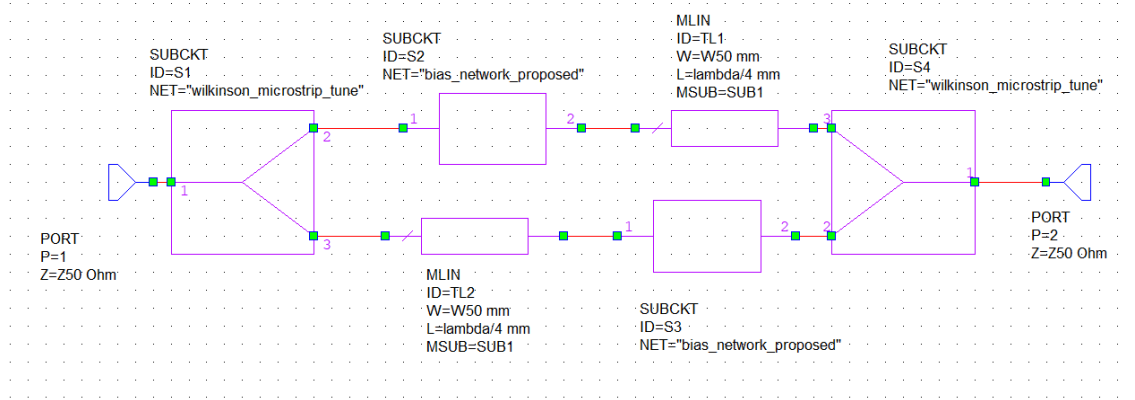 MLIN
ID=TL1
W=W50 mm
L=lambda/4 mm
MSUB=SUB1
SUBCKT
ID=S2
NET="bias_network_proposed"
SUBCKT
ID=S1
NET="wilkinson_microstrip_tune"
SUBCKT
ID=S4
NET="wilkinson_microstrip_tune"
1
2
3
2
1
1
3
1
2
2
PORT
P=1
Z=Z50 Ohm
PORT
P=2
Z=Z50 Ohm
MLIN
ID=TL2
W=W50 mm
L=lambda/4 mm
MSUB=SUB1
SUBCKT
ID=S3
NET="bias_network_proposed"